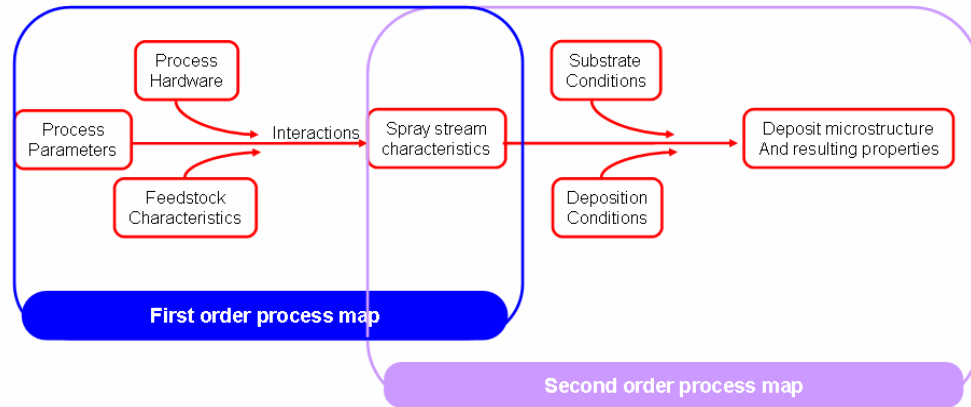 Process
Hardware
Substrate
Conditions
Process
Parameters
Interactions
Spray stream
characteristics
Deposit microstructure
And resulting properties
Feedstock
Characteristics
Deposition
Conditions
First order process map
Second order process map